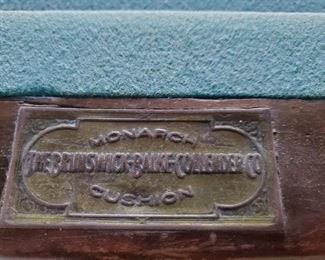 MONARCH
THE BRUNSWICK-BALKE-COLLENDER CO
CUSHION